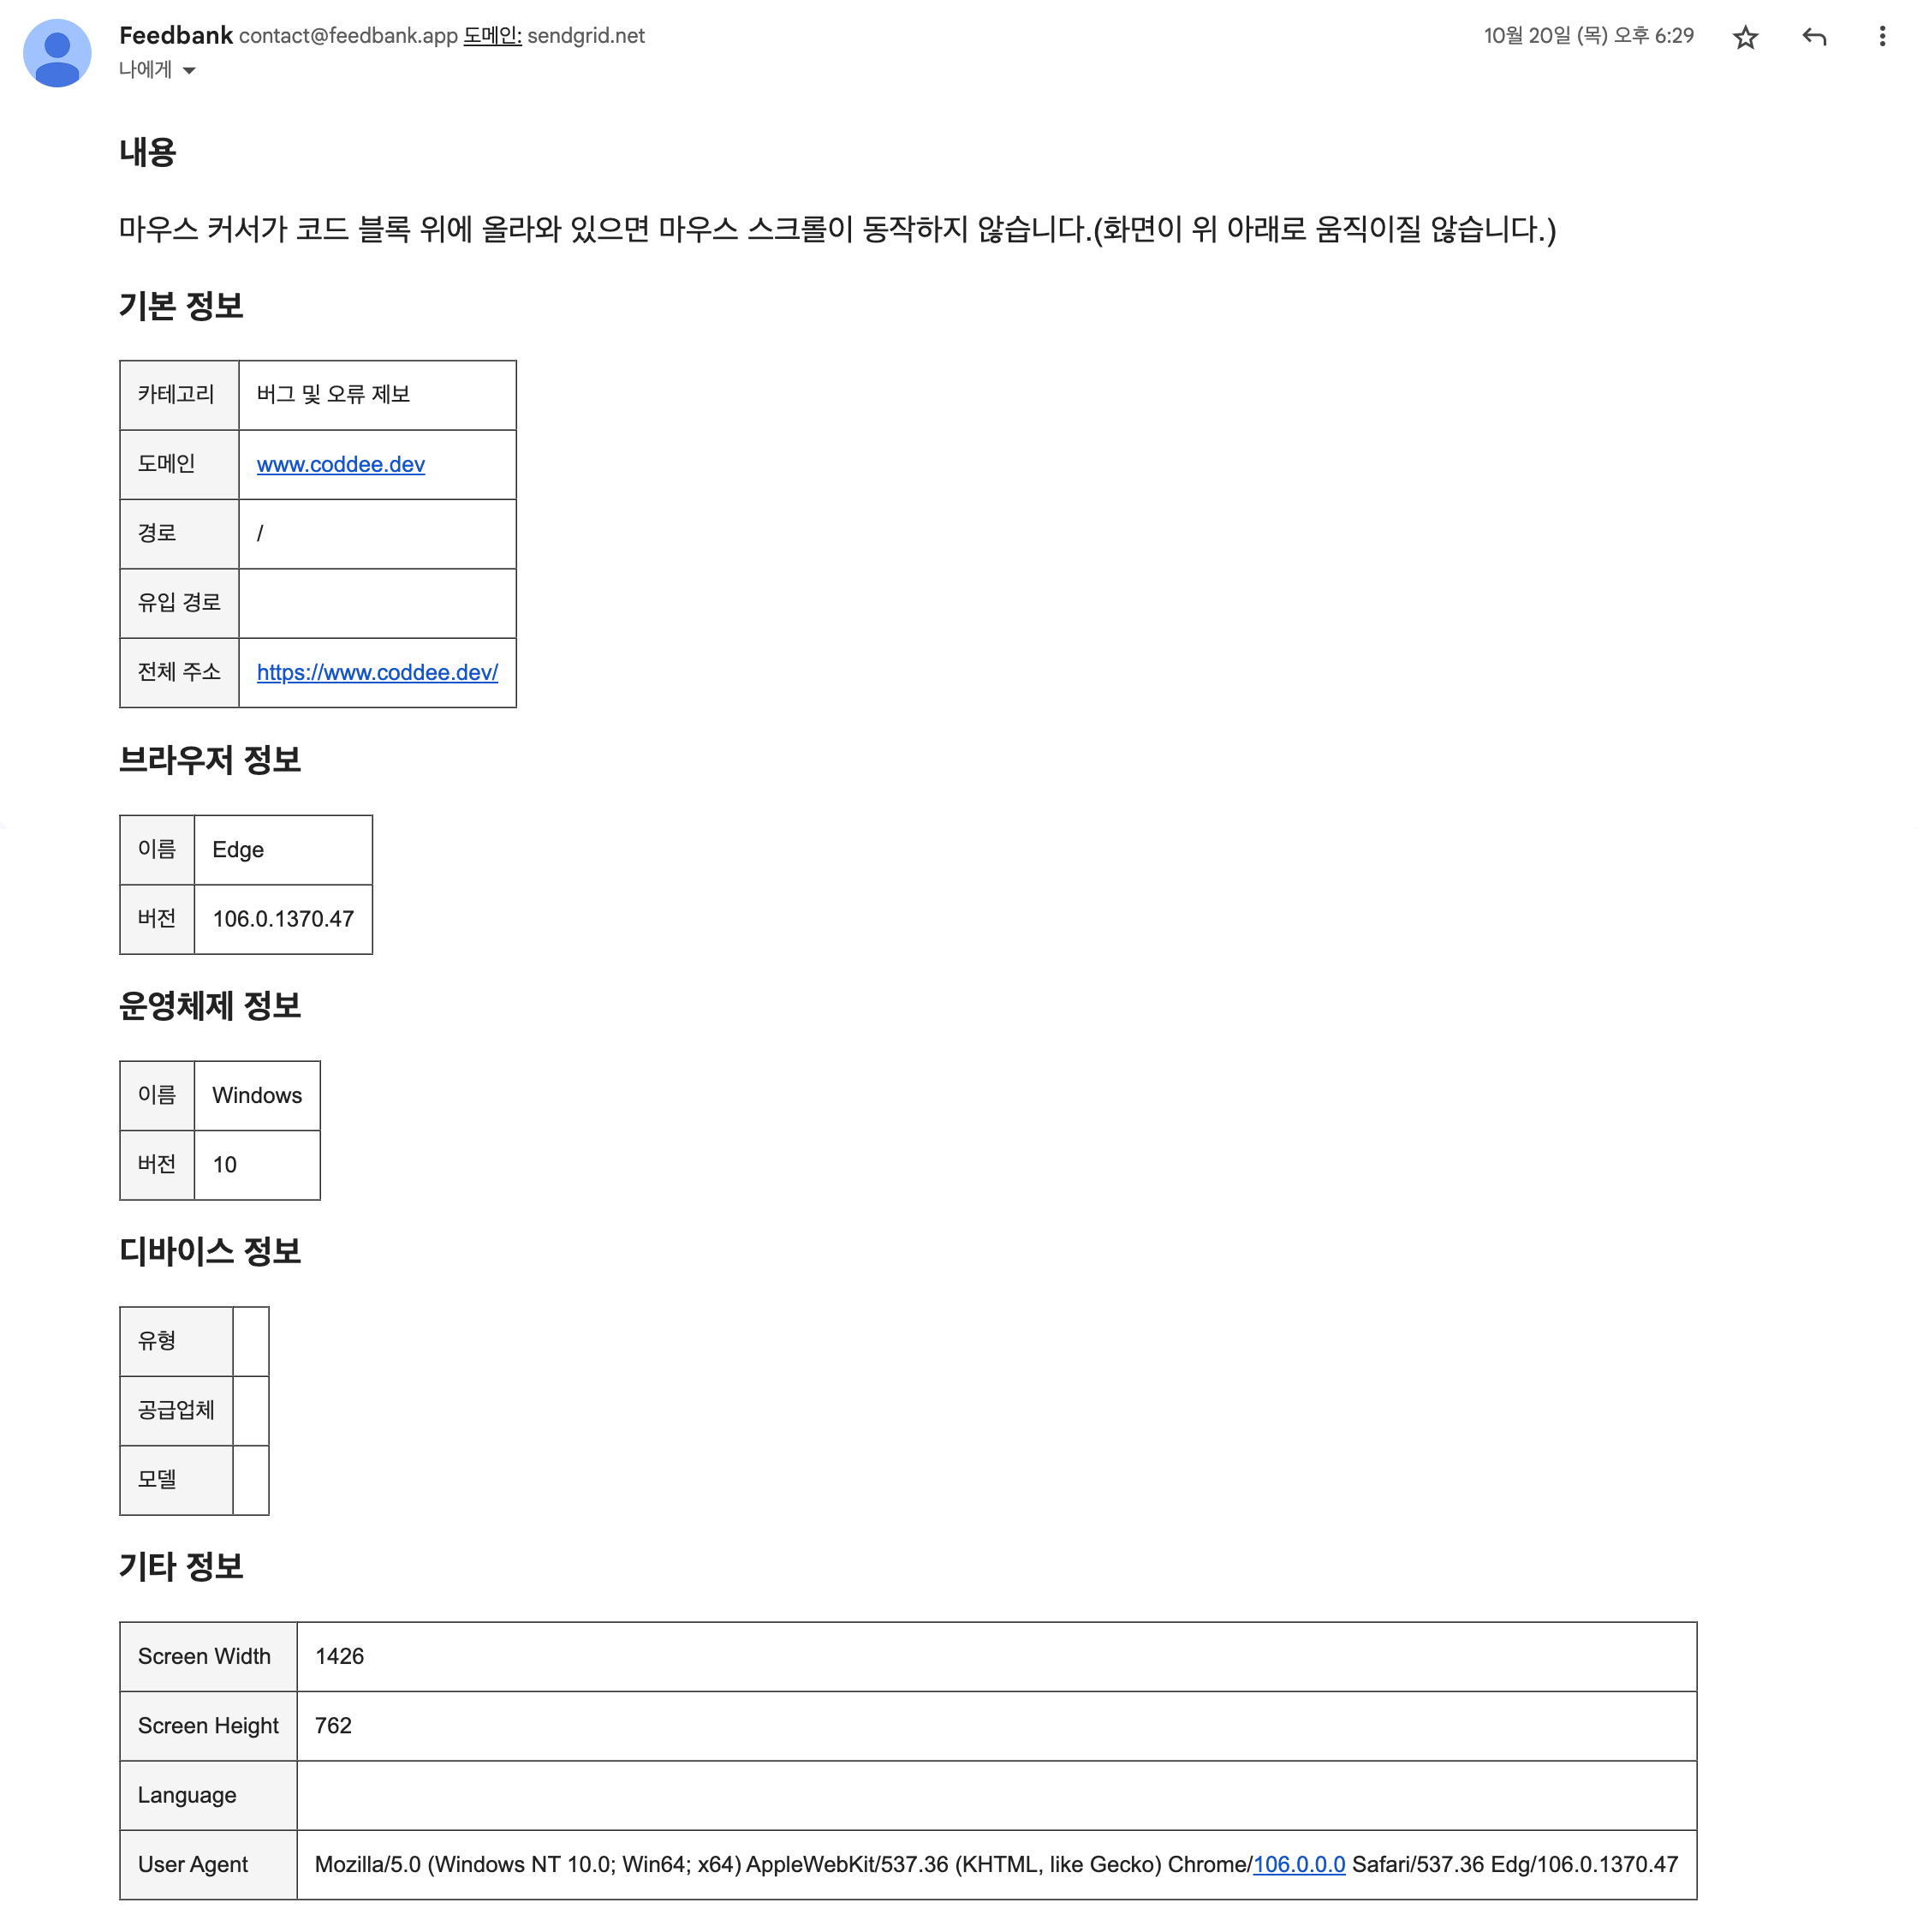 Feedbank contact@feedbank.app 도메인: sendgrid.net
10월 20일 (목) 오후 6:29
나에게
내용
마우스 커서가 코드 블록 위에 올라와 있으면 마우스 스크롤이 동작하지 않습니다.(화면이 위 아래로 움직이질 않습니다.)
기본 정보
카테고리 버그 및 오류 제보
도메인 www.coddee.dev
경로 /
유입 경로
전체 주소 https://www.coddee.dev/
브라우저 정보
이름 Edge
버전 106.0.1370.47
운영체제 정보
이름 Windows
버전 10
디바이스 정보
유형
공급업체
모델
기타 정보
Screen Width 1426
Screen Height 762
Language
User Agent Mozilla/5.0 (Windows NT 10.0; Win64; x64) AppleWebKit/537.36 (KHTML, like Gecko) Chrome/106.0.0.0 Safari/537.36 Edg/106.0.1370.47